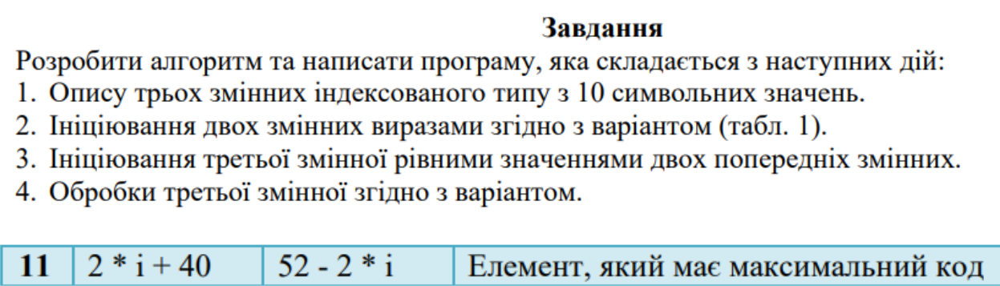 Завдання
Розробити алгоритм та написати програму, яка складається з наступних дій:
1. Опису трьох змінних індексованого типу з 10 символьних значень.
2. Ініціювання двох змінних виразами згідно з варіантом (табл. 1).
3. Ініціювання третьої змінної рівними значеннями двох попередніх змінних.
4. Обробки третьої змінної згідно з варіантом.
11 2 * i + 40 52 - 2 * i Елемент, який має максимальний код